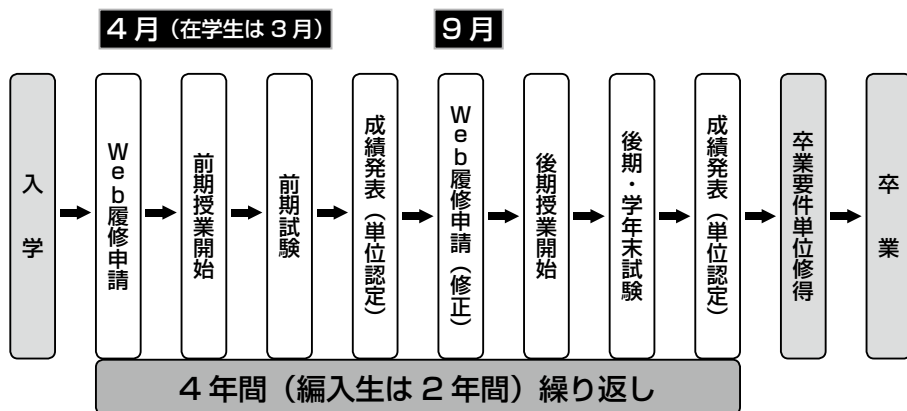 4月（在学生は3月）
9月
入学
Web履修申請
前期授業開始
前期試験
成績発表（単位認定）
Web履修申請（修正）
後期授業開始
後期・学年末試験
成績発表（単位認定）
卒業要件単位修得
卒業
4年間（編入生は2年間）繰り返し